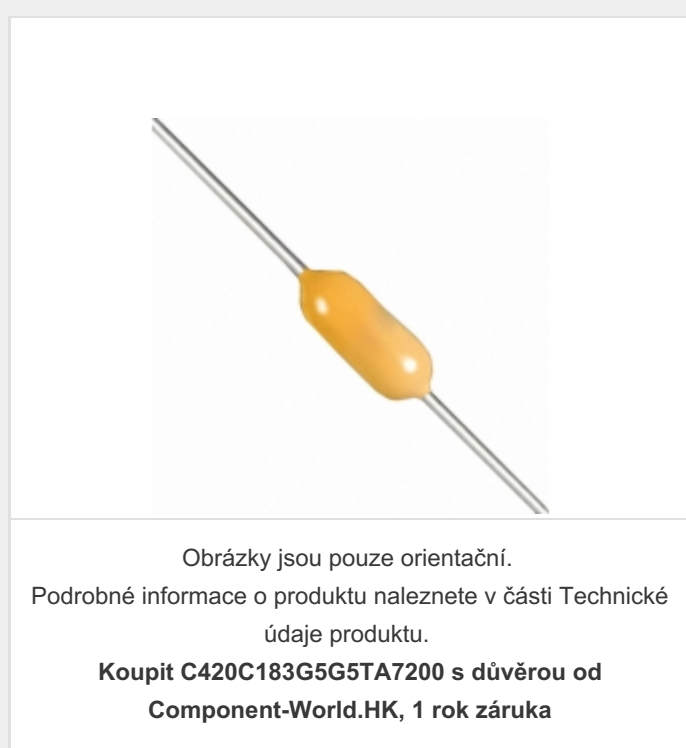 Obrázky jsou pouze orientační.
Podrobné informace o produktu naleznete v části Technické
údaje produktu.
Koupit C420C183G5G5TA7200 s důvěrou od
Component-World.HK, 1 rok záruka